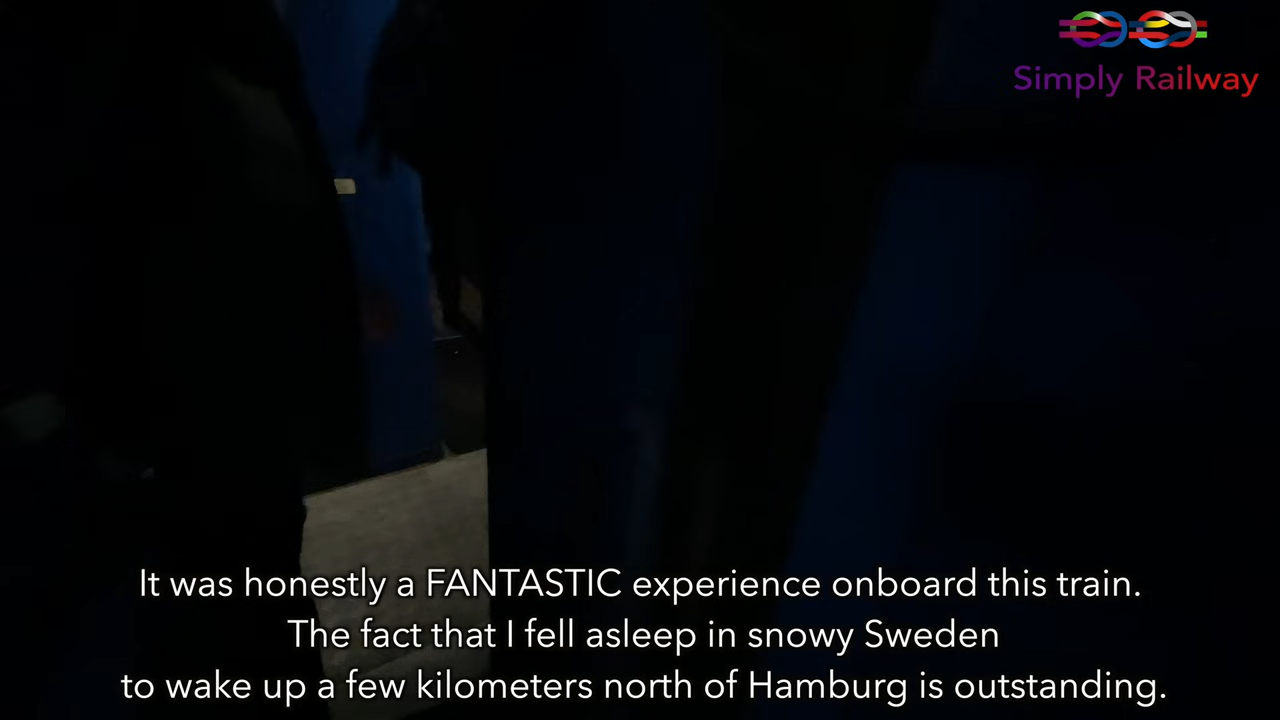 Simply Railway
It was honestly a FANTASTIC experience onboard this train.
The fact that I fell asleep in snowy Sweden
to wake up a few kilometers north of Hamburg is outstanding.